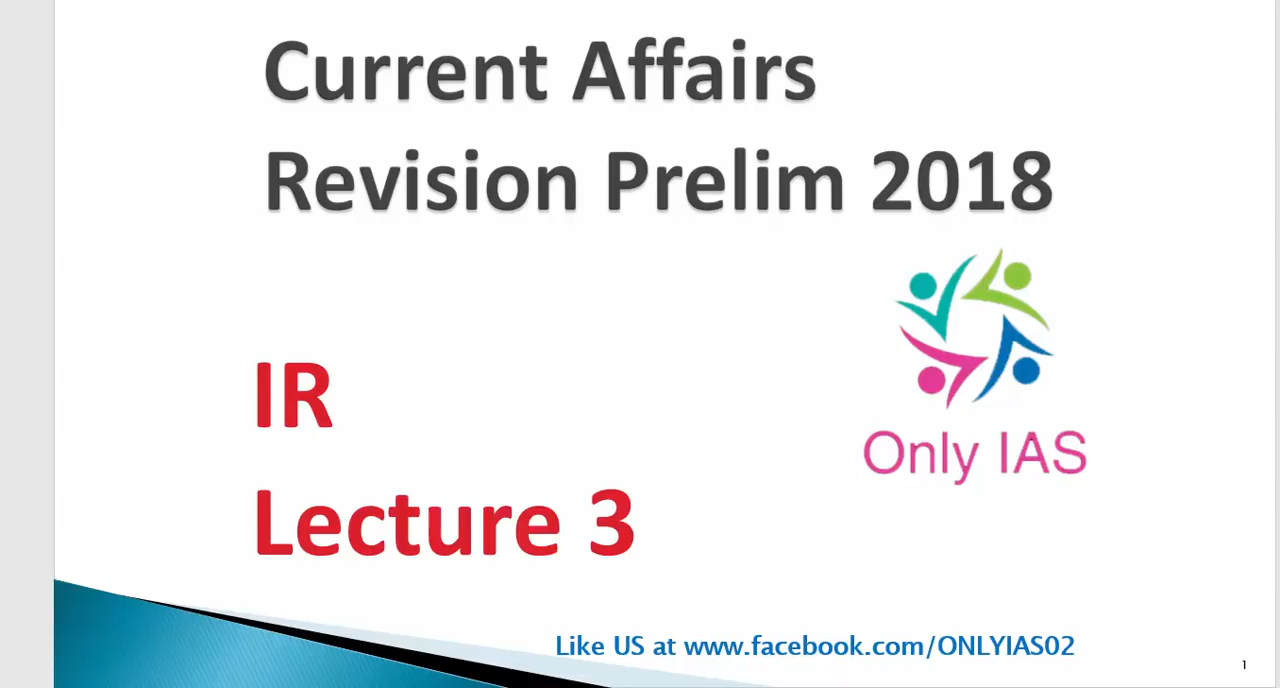 Current Affairs
Revision Prelim 2018
IR
Only IAS
Lecture 3
Like US at www.facebook.com/ONLYIAS02
1